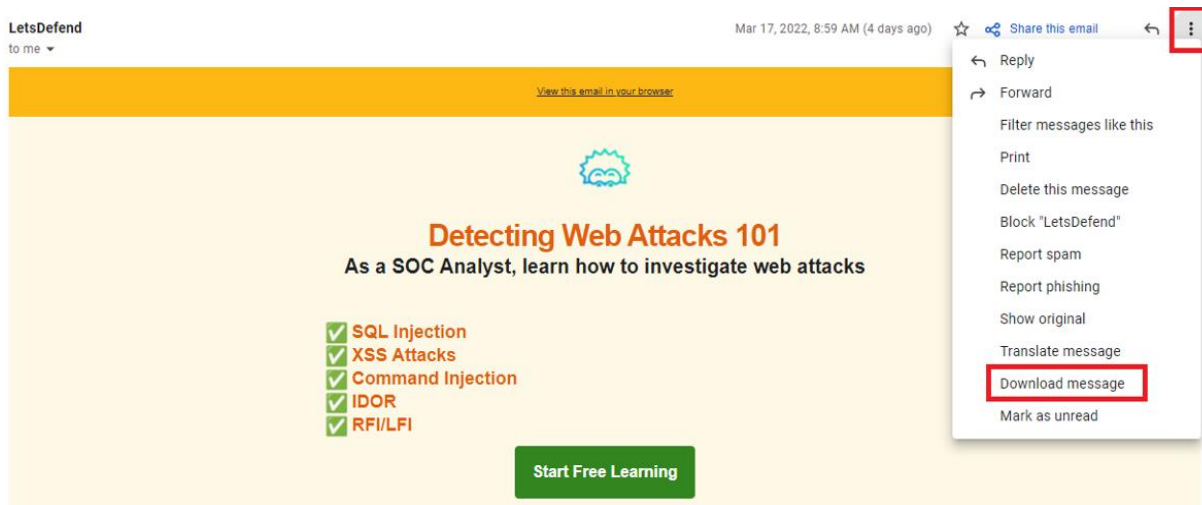 LetsDefend
Mar 17, 2022, 8:59 AM (4 days ago)
Share this email
to me
Reply
Forward
Filter messages like this
Print
Delete this message
Block "LetsDefend"
Report spam
Report phishing
Show original
Translate message
Download message
Mark as unread
View this email in your browser
Detecting Web Attacks 101
As a SOC Analyst, learn how to investigate web attacks
SQL Injection
XSS Attacks
Command Injection
IDOR
RFI/LFI
Start Free Learning